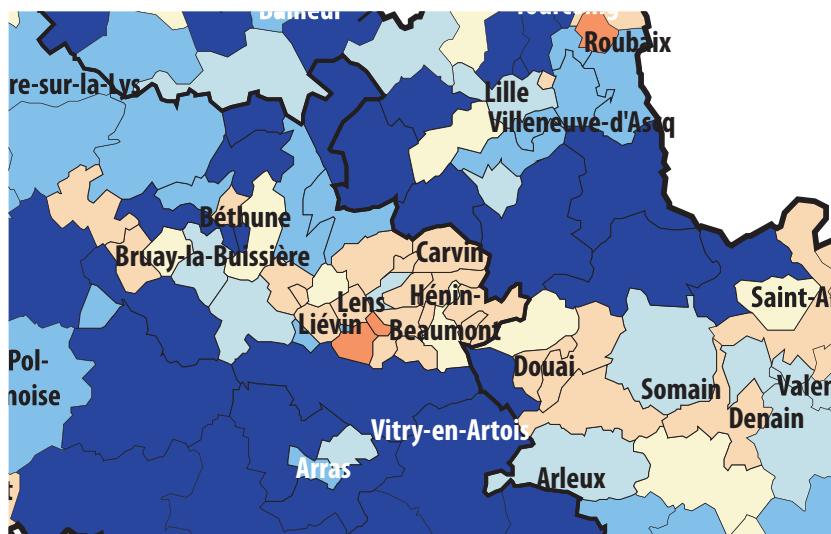 Roubaix
re-sur-la-Lys
Lille
Villeneuve-d'Ascq
Béthune
Carvin
Bruay-la-Buissière
Lens
Hénin-
Beaumont
Liévin
Saint-A
Pol-
noise
Douai
Somain
Valen
Denain
Vitry-en-Artois
Arras
Arleux
t